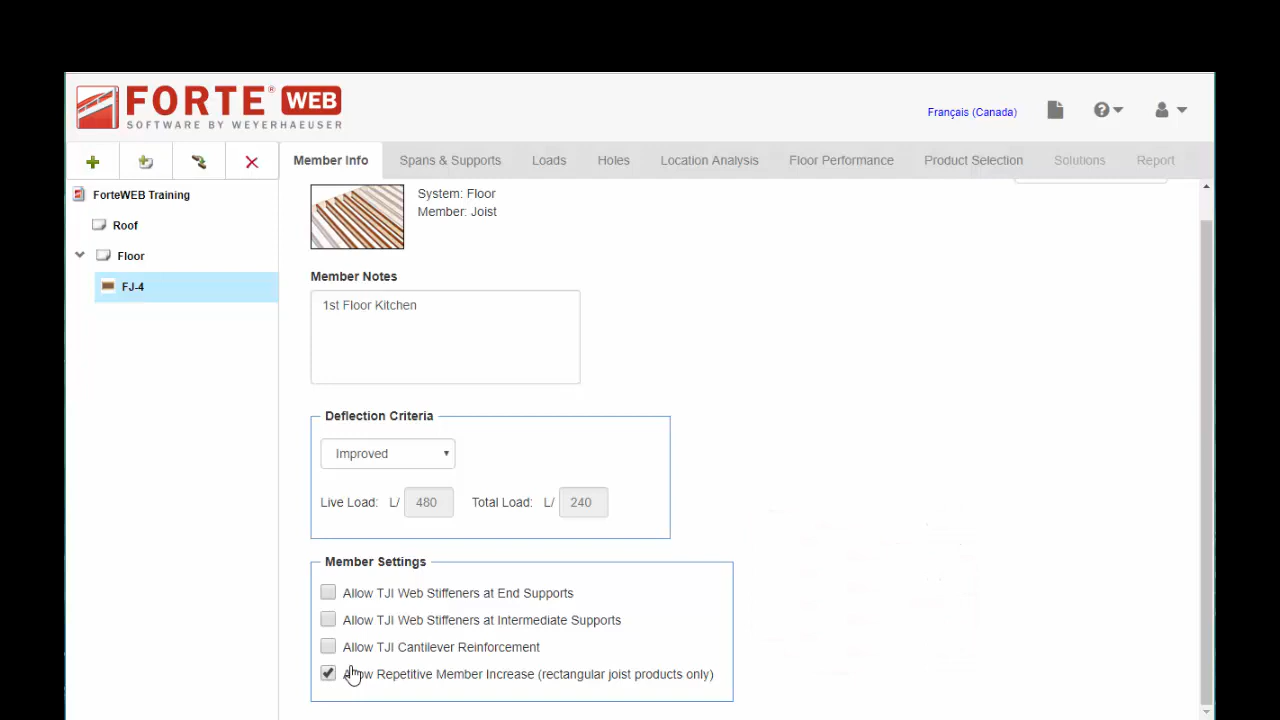 FORTE® WEB
SOFTWARE BY WEYERHAEUSER
Français (Canada)
Member Info
Spans & Supports
Loads
Holes
Location Analysis
Floor Performance
Product Selection
Solutions
Report
ForteWEB Training
Roof
Floor
FJ-4
System: Floor
Member: Joist
Member Notes
1st Floor Kitchen
Deflection Criteria
Improved
Live Load: L/ 480 Total Load: L/ 240
Member Settings
Allow TJI Web Stiffeners at End Supports
Allow TJI Web Stiffeners at Intermediate Supports
Allow TJI Cantilever Reinforcement
Allow Repetitive Member Increase (rectangular joist products only)